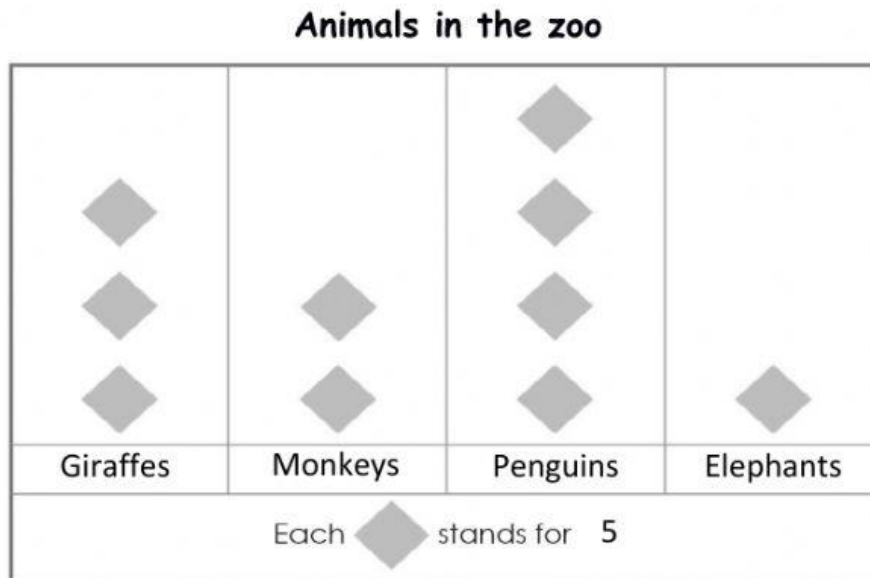 Animals in the zoo
Giraffes Monkeys Penguins Elephants
Each stands for 5